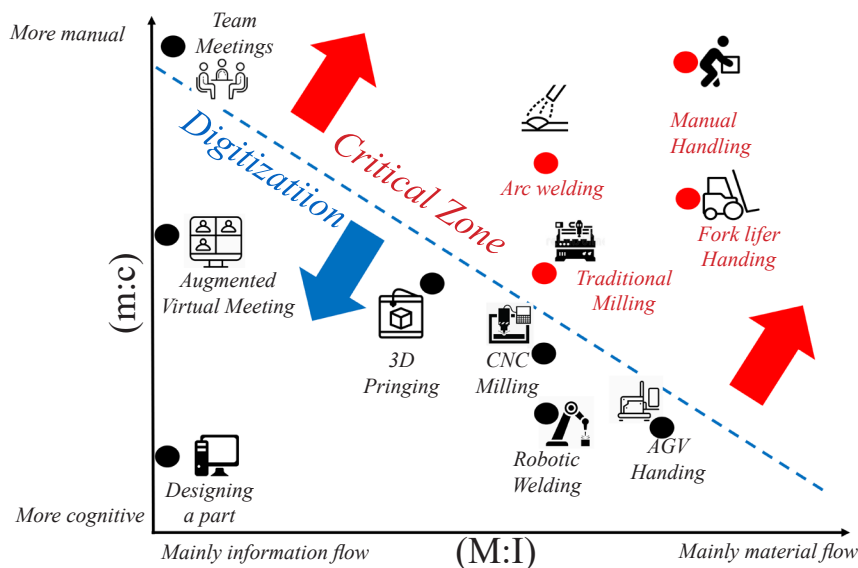 More manual
Team
Meetings
Manual
Handling
Digitizatiion
Critical Zone
Arc welding
Fork lifer
Handing
Augmented
Virtual Meeting
Traditional
Milling
(m:c)
3D
Pringing
CNC
Milling
Robotic
Welding
AGV
Handing
Designing
a part
More cognitive
Mainly information flow
(M:I)
Mainly material flow